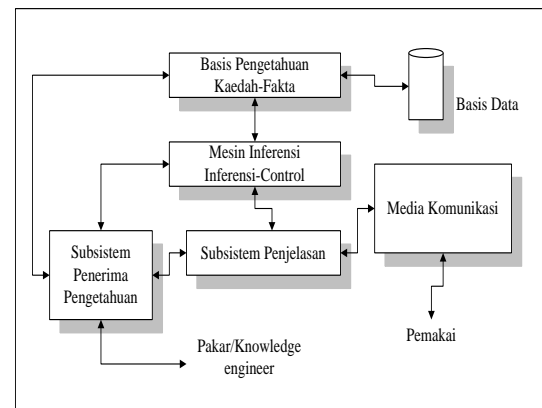 Basis Pengetahuan
Kaedah-Fakta
Basis Data
Mesin Inferensi
Inferensi-Control
Media Komunikasi
Subsistem
Penerima
Pengetahuan
Subsistem Penjelasan
Pemakai
Pakar/Knowledge
engineer